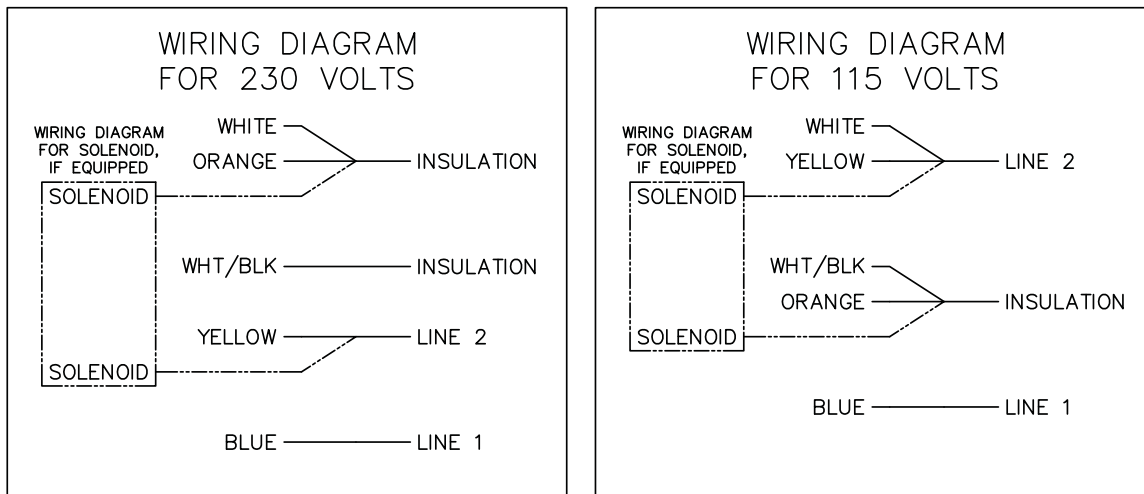 WIRING DIAGRAM
FOR 230 VOLTS
WIRING DIAGRAM
FOR SOLENOID,
IF EQUIPPED
WHITE
ORANGE
INSULATION
SOLENOID
WHT/BLK
INSULATION
YELLOW
LINE 2
SOLENOID
BLUE
LINE 1
WIRING DIAGRAM
FOR 115 VOLTS
WIRING DIAGRAM
FOR SOLENOID,
IF EQUIPPED
WHITE
YELLOW
LINE 2
SOLENOID
WHT/BLK
ORANGE
INSULATION
SOLENOID
BLUE
LINE 1